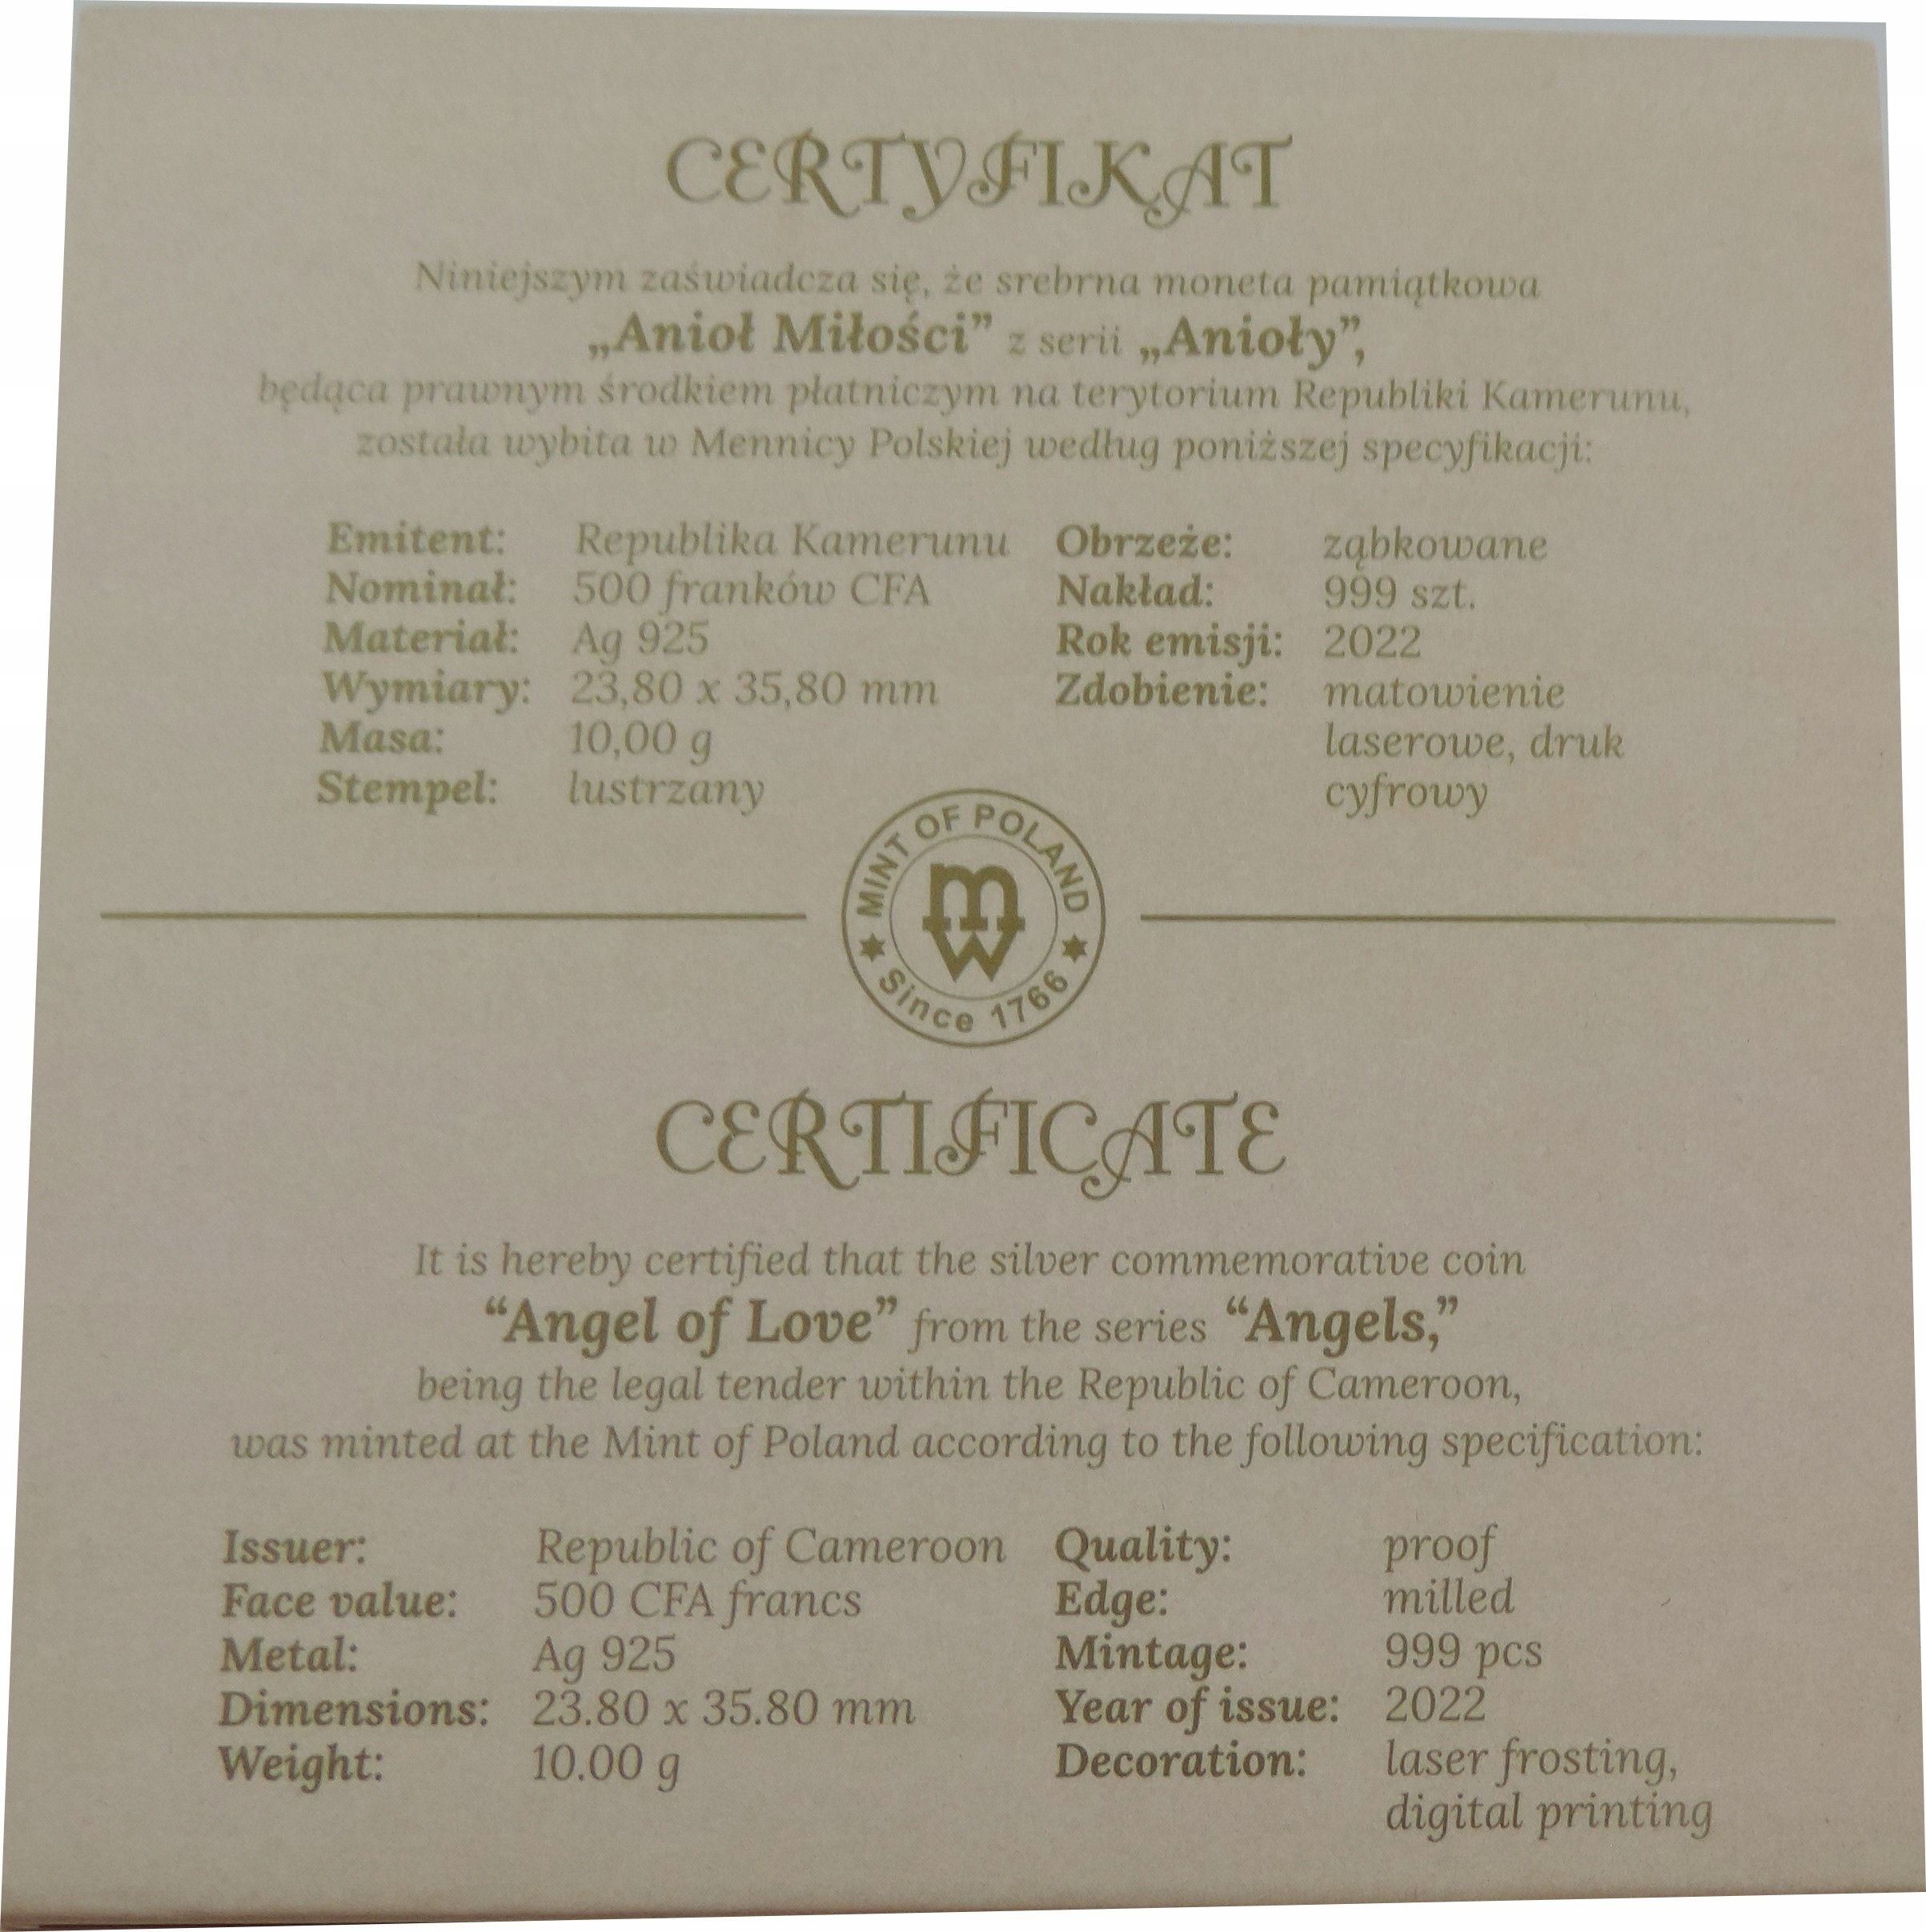 CERTYFIKAT
Niniejszym zaświadcza się, że srebrna moneta pamiątkowa
„Anioł Miłości” z serii „Anioły”,
będąca prawnym środkiem płatniczym na terytorium Republiki Kamerunu,
została wybita w Mennicy Polskiej według poniższej specyfikacji:
Emitent: Republika Kamerunu
Nominał: 500 franków CFA
Materiał: Ag 925
Wymiary: 23,80 x 35,80 mm
Masa: 10,00 g
Stempel: lustrzany
Obrzeże: ząbkowane
Nakład: 999 szt.
Rok emisji: 2022
Zdobienie: matowienie
laserowe, druk
cyfrowy
MINT OF POLAND
mw
Since 1766
CERTIFICATE
It is hereby certified that the silver commemorative coin
“Angel of Love” from the series “Angels,”
being the legal tender within the Republic of Cameroon,
was minted at the Mint of Poland according to the following specification:
Issuer: Republic of Cameroon
Face value: 500 CFA francs
Metal: Ag 925
Dimensions: 23.80 x 35.80 mm
Weight: 10.00 g
Quality: proof
Edge: milled
Mintage: 999 pcs
Year of issue: 2022
Decoration: laser frosting,
digital printing